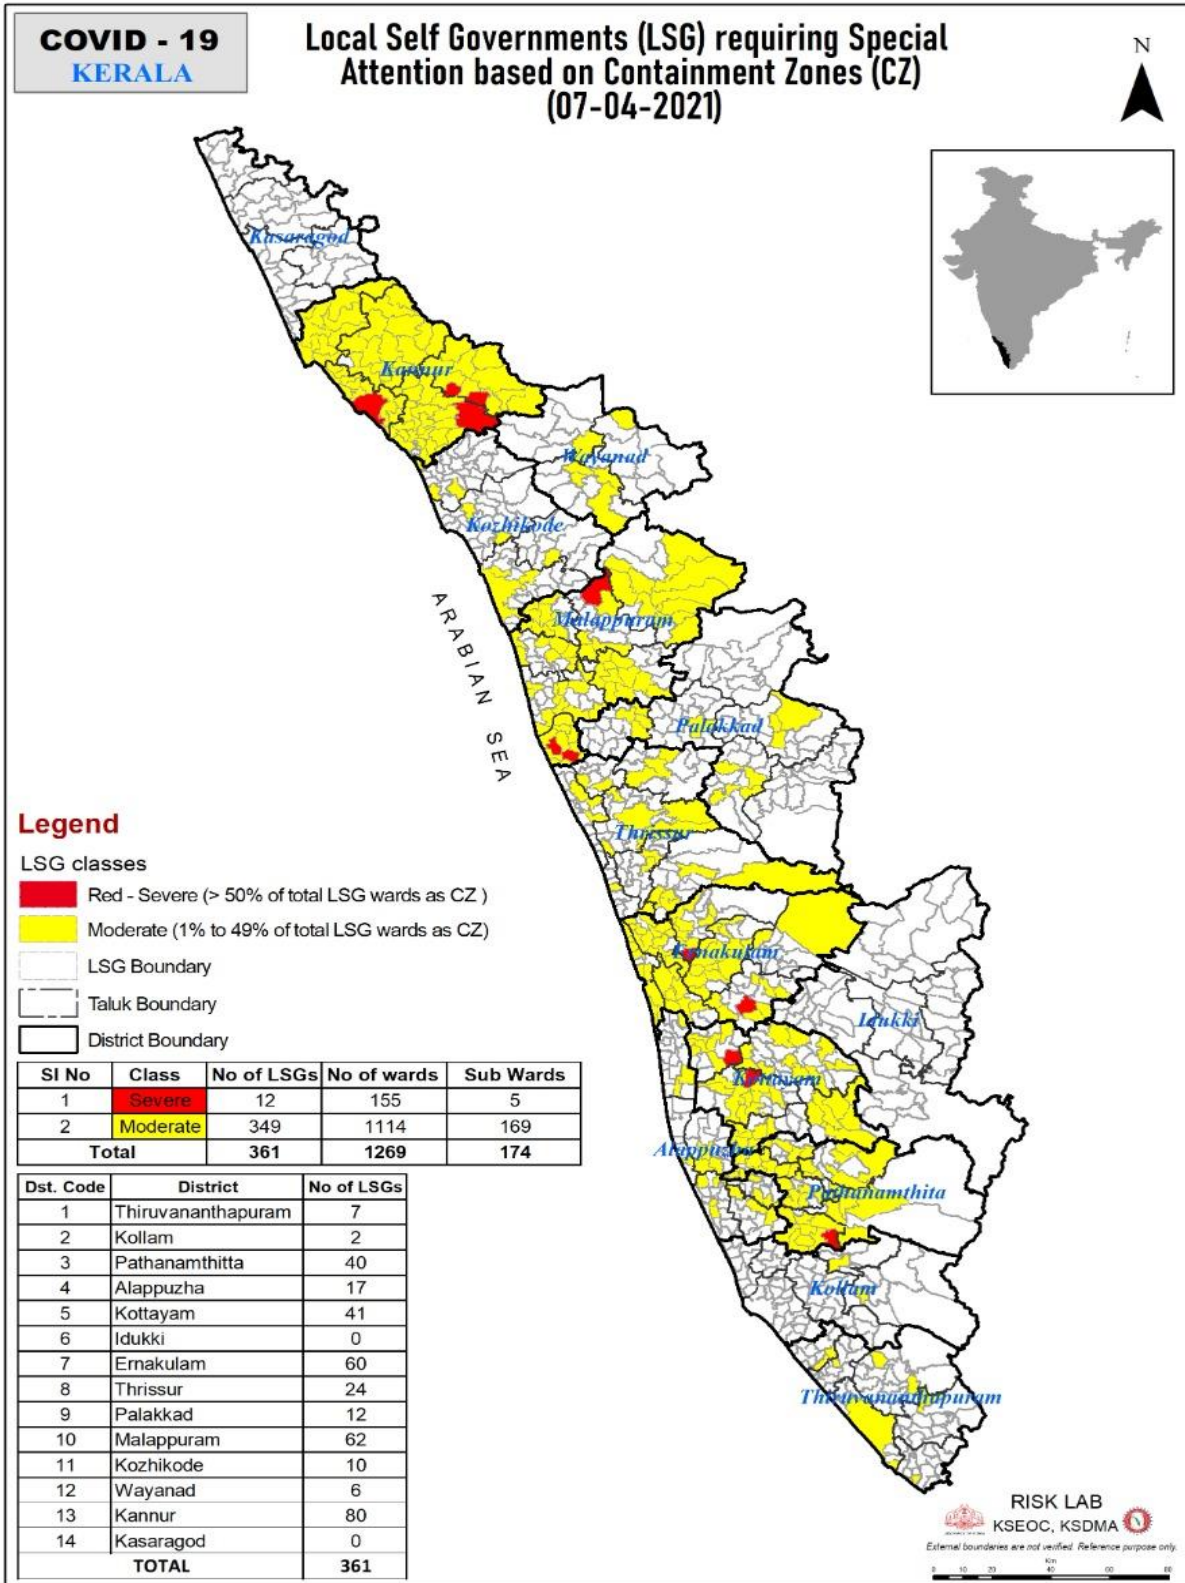 COVID - 19
KERALA
Local Self Governments (LSG) requiring Special
Attention based on Containment Zones (CZ)
(07-04-2021)
N
Kasaragod
Kannur
Wayanad
Kozhikode
Malappuram
ARABIAN SEA
Palakkad
Thrissur
Ernakulam
Idukki
Kottayam
Alappuzha
Pathanamthita
Kollam
Thiruvananthapuram
Legend
LSG classes
Red - Severe (> 50% of total LSG wards as CZ )
Moderate (1% to 49% of total LSG wards as CZ)
LSG Boundary
Taluk Boundary
District Boundary
Sl No Class No of LSGs No of wards Sub Wards
1 Severe 12 155 5
2 Moderate 349 1114 169
Total 361 1269 174
Dst. Code District No of LSGs
1 Thiruvananthapuram 7
2 Kollam 2
3 Pathanamthitta 40
4 Alappuzha 17
5 Kottayam 41
6 Idukki 0
7 Ernakulam 60
8 Thrissur 24
9 Palakkad 12
10 Malappuram 62
11 Kozhikode 10
12 Wayanad 6
13 Kannur 80
14 Kasaragod 0
TOTAL 361
RISK LAB
KSEOC, KSDMA
External boundaries are not verified. Reference purpose only.
Km
0 10 20 40 60 80